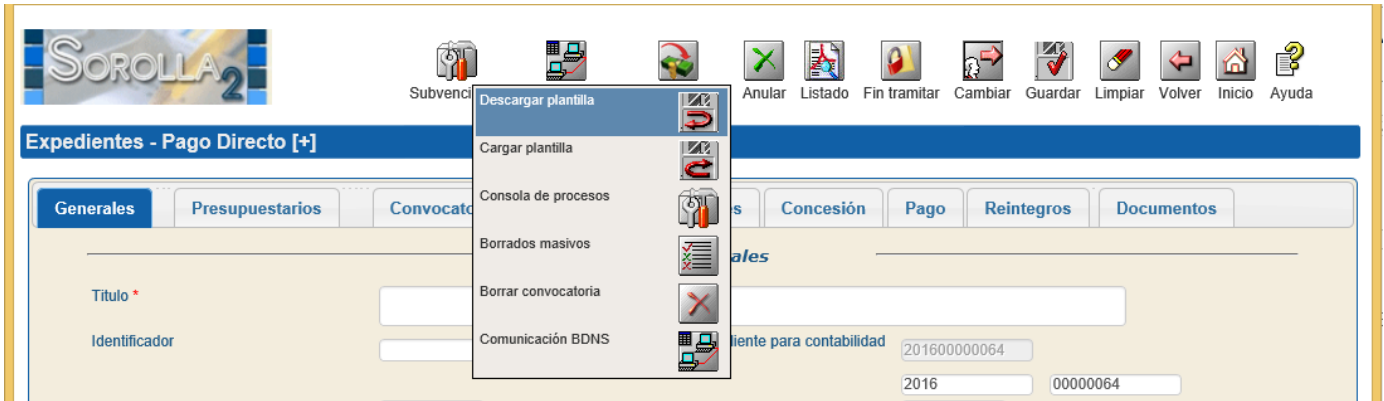 SOROLLA2
Subvenci
Anular
Listado
Fin tramitar
Cambiar
Guardar
Limpiar
Volver
Inicio
Ayuda
Descargar plantilla
Cargar plantilla
Consola de procesos
Borrados masivos
Borrar convocatoria
Comunicación BDNS
Expedientes - Pago Directo [+]
Generales
Presupuestarios
Convocato
s
Concesión
Pago
Reintegros
Documentos
ales
Titulo *
Identificador
diente para contabilidad
201600000064
2016
00000064